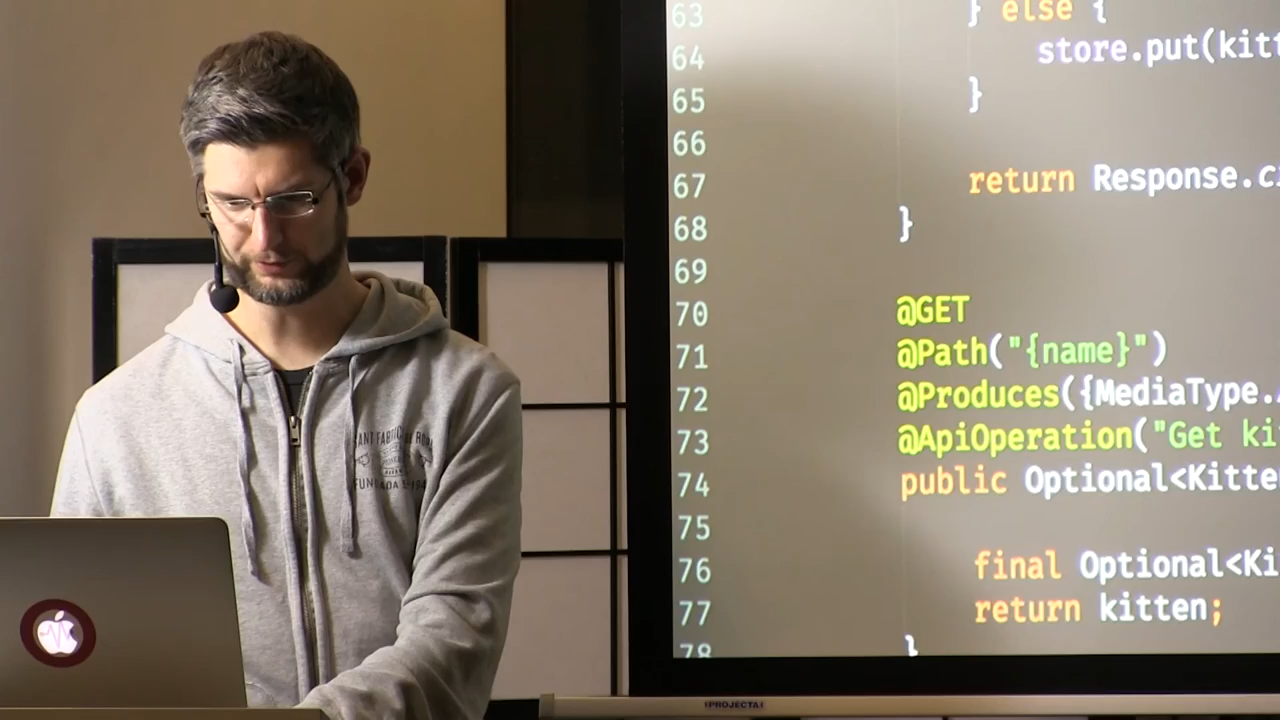 63 } else {
64 store.put(kitt
65 }
66
67 return Response.c
68 }
69
70 @GET
71 @Path("{name}")
72 @Produces({MediaType.
73 @ApiOperation("Get ki
74 public Optional<Kitte
75
76 final Optional<Ki
77 return kitten;
78 }
FUNDADA
PROJECTA